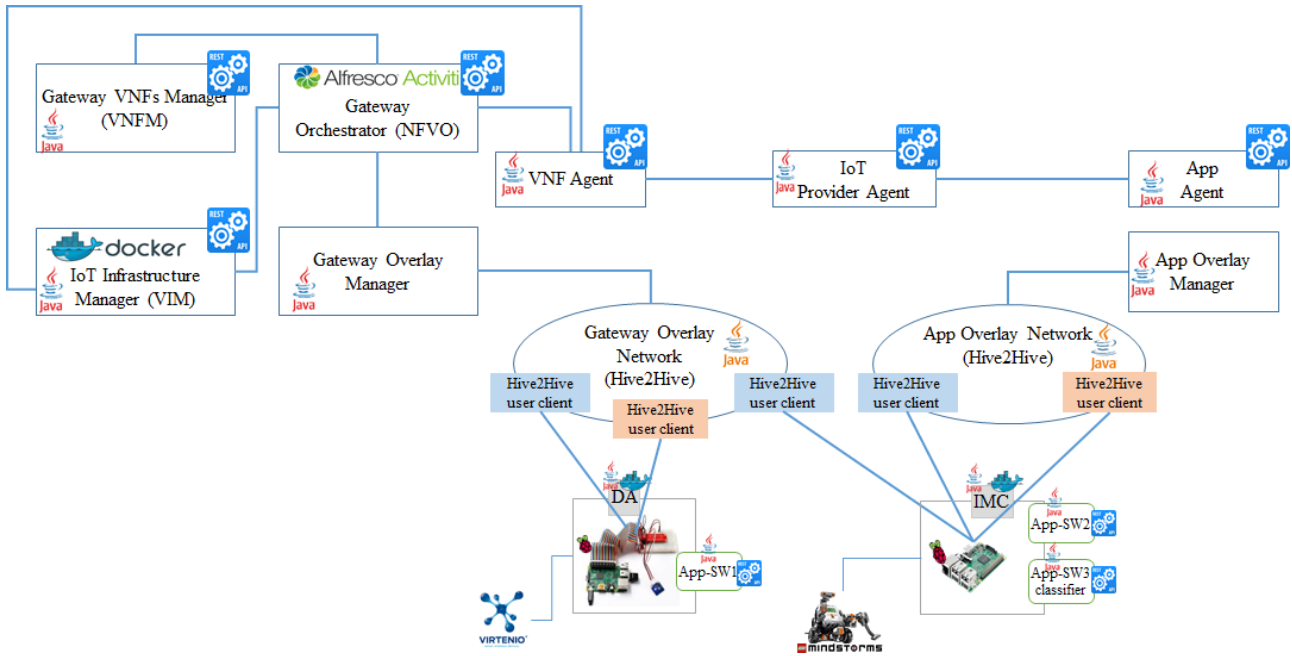 REST
API
Gateway VNFs Manager
(VNFM)
Java
Alfresco Activiti
REST
API
Gateway
Orchestrator (NFVO)
REST
API
VNF Agent
Java
REST
API
IoT
Provider Agent
Java
REST
API
App
Agent
Java
docker
REST
API
IoT Infrastructure
Manager (VIM)
Java
Gateway Overlay
Manager
App Overlay
Manager
Java
Gateway Overlay
Network
(Hive2Hive)
Java
App Overlay Network
(Hive2Hive)
Java
Hive2Hive
user client
Hive2Hive
user client
Hive2Hive
user client
Hive2Hive
user client
Hive2Hive
user client
Java
DA
Java
IMC
Java
App-SW1
REST
API
Java
App-SW2
REST
API
Java
App-SW3
classifier
REST
API
VIRTENIO
LEGO
MINDSTORMS